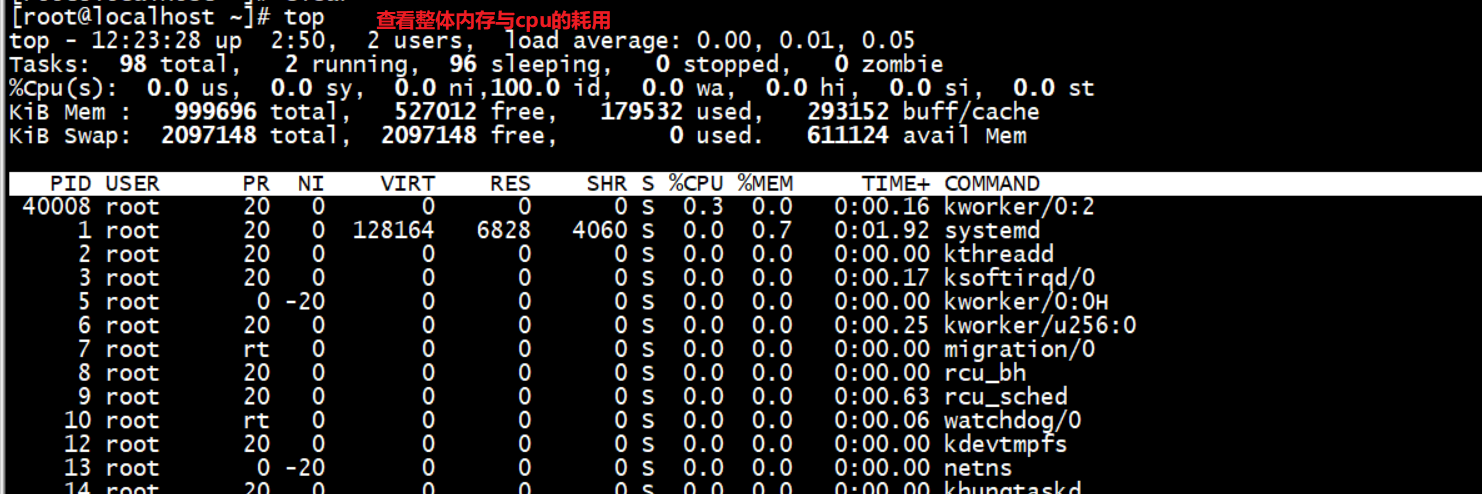 [root@localhost ~]# top 查看整体内存与cpu的耗用
top - 12:23:28 up  2:50,  2 users,  load average: 0.00, 0.01, 0.05
Tasks:  98 total,   2 running,  96 sleeping,   0 stopped,   0 zombie
%Cpu(s):  0.0 us,  0.0 sy,  0.0 ni,100.0 id,  0.0 wa,  0.0 hi,  0.0 si,  0.0 st
KiB Mem :   999696 total,   527012 free,   179532 used,   293152 buff/cache
KiB Swap:  2097148 total,  2097148 free,        0 used.   611124 avail Mem
PID USER      PR  NI    VIRT    RES    SHR S %CPU %MEM     TIME+ COMMAND
40008 root      20   0       0      0      0 S  0.3  0.0   0:00.16 kworker/0:2
1 root      20   0  128164   6828   4060 S  0.0  0.7   0:01.92 systemd
2 root      20   0       0      0      0 S  0.0  0.0   0:00.00 kthreadd
3 root      20   0       0      0      0 S  0.0  0.0   0:00.17 ksoftirqd/0
5 root       0 -20       0      0      0 S  0.0  0.0   0:00.00 kworker/0:0H
6 root      20   0       0      0      0 S  0.0  0.0   0:00.25 kworker/u256:0
7 root      rt   0       0      0      0 S  0.0  0.0   0:00.00 migration/0
8 root      20   0       0      0      0 S  0.0  0.0   0:00.00 rcu_bh
9 root      20   0       0      0      0 S  0.0  0.0   0:00.63 rcu_sched
10 root      rt   0       0      0      0 S  0.0  0.0   0:00.06 watchdog/0
12 root      20   0       0      0      0 S  0.0  0.0   0:00.00 kdevtmpfs
13 root       0 -20       0      0      0 S  0.0  0.0   0:00.00 netns
14 root      20   0       0      0      0 S  0.0  0.0   0:00.00 khungtaskd